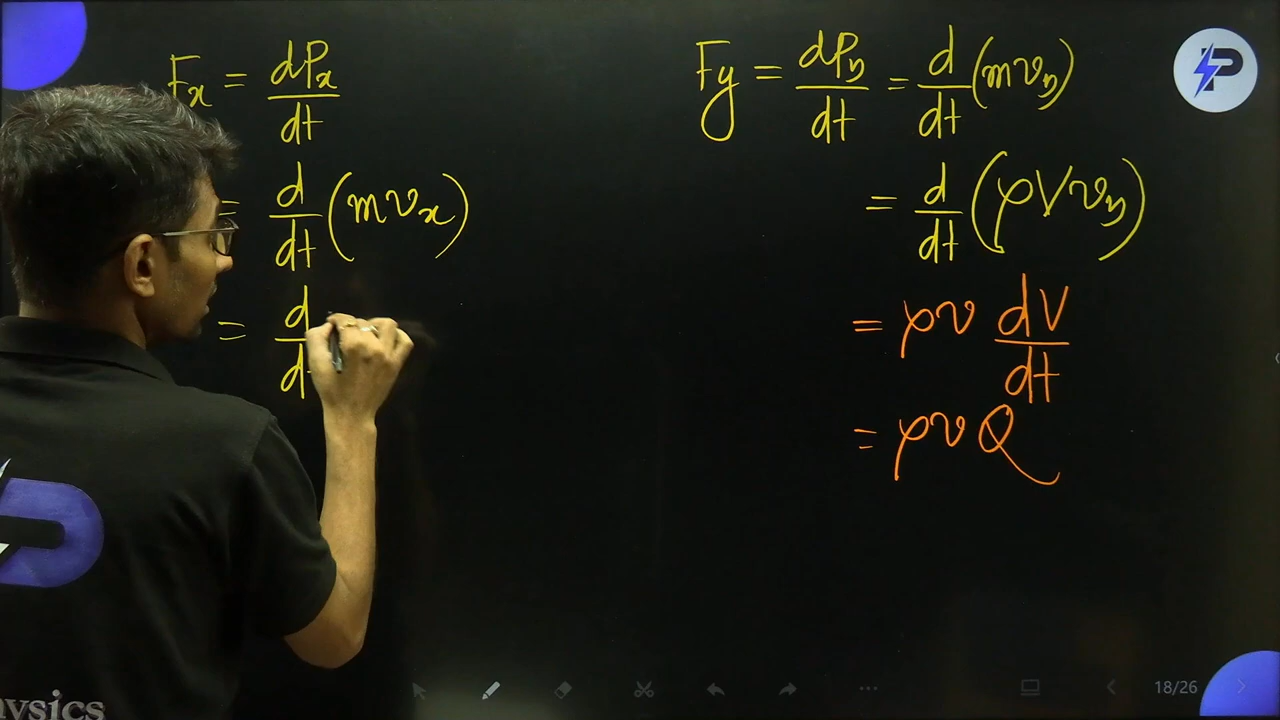 Fx = dPx/dt
= d/dt (mvx)
= d/d
Fy = dPy/dt = d/dt (mvy)
= d/dt (ρVvy)
= ρv dV/dt
= ρvQ
P
P
ysics
18/26